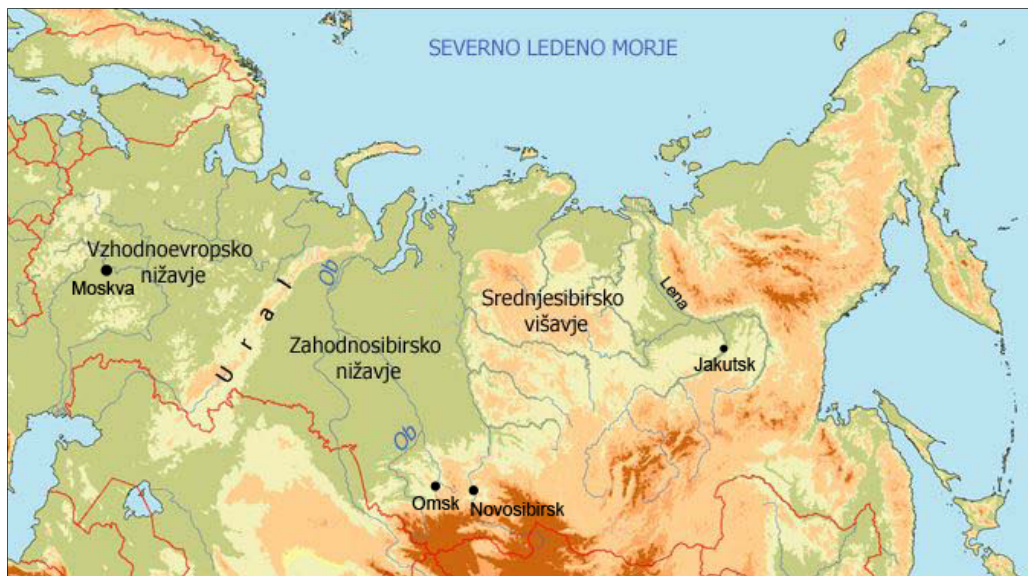 SEVERNO LEDENO MORJE
Vzhodnoevropsko
nižavje
Moskva
Ural
Ob
Zahodnosibirsko
nižavje
Srednjesibirsko
višavje
Lena
Jakutsk
Ob
Omsk
Novosibirsk